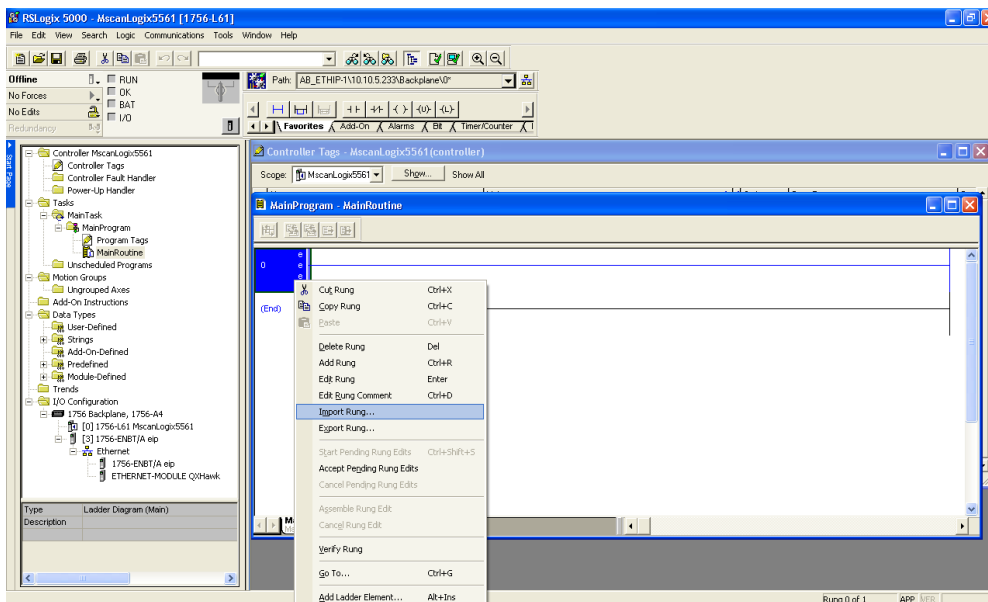 RSLogix 5000 - MscanLogix5561 [1756-L61]
File Edit View Search Logic Communications Tools Window Help
Offline
RUN
No Forces
OK
No Edits
BAT
Redundancy
I/O
Path: AB_ETHIP-1\10.10.5.233\Backplane\0*
Favorites Add-On Alarms Bit Timer/Counter
Start Page
Controller MscanLogix5561
Controller Tags
Controller Fault Handler
Power-Up Handler
Tasks
MainTask
MainProgram
Program Tags
MainRoutine
Unscheduled Programs
Motion Groups
Ungrouped Axes
Add-On Instructions
Data Types
User-Defined
Strings
Add-On-Defined
Predefined
Module-Defined
Trends
I/O Configuration
1756 Backplane, 1756-A4
[0] 1756-L61 MscanLogix5561
[3] 1756-ENBT/A eip
Ethernet
1756-ENBT/A eip
ETHERNET-MODULE QXHawk
Type Ladder Diagram (Main)
Description
Controller Tags - MscanLogix5561(controller)
Scope: MscanLogix5561 Show... Show All
MainProgram - MainRoutine
0
e
e
e
(End)
Cut Rung Ctrl+X
Copy Rung Ctrl+C
Paste Ctrl+V
Delete Rung Del
Add Rung Ctrl+R
Edit Rung Enter
Edit Rung Comment Ctrl+D
Import Rung...
Export Rung...
Start Pending Rung Edits Ctrl+Shift+S
Accept Pending Rung Edits
Cancel Pending Rung Edits
Assemble Rung Edit
Cancel Rung Edit
Verify Rung
Go To... Ctrl+G
Add Ladder Element... Alt+Ins
Rung 0 of 1 APP VER